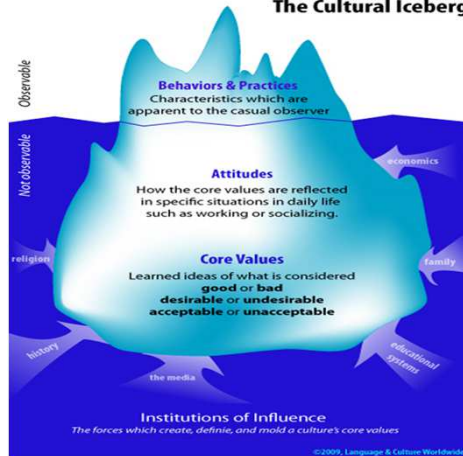 The Cultural Iceberg
Observable
Behaviors & Practices
Characteristics which are
apparent to the casual observer
Not observable
economics
Attitudes
How the core values are reflected
in specific situations in daily life
such as working or socializing.
religion
family
Core Values
Learned ideas of what is considered
good or bad
desirable or undesirable
acceptable or unacceptable
history
the media
educational
systems
Institutions of Influence
The forces which create, definie, and mold a culture's core values
©2009, Language & Culture Worldwide